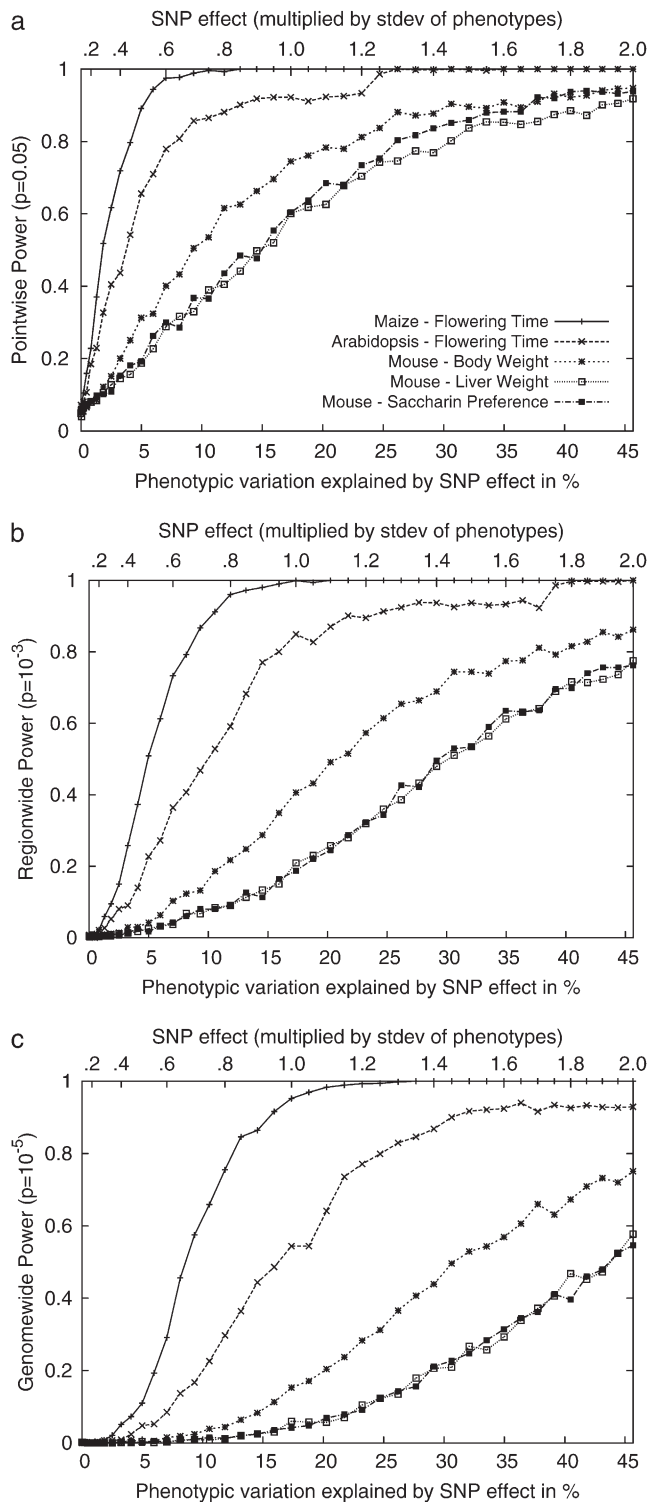 a
SNP effect (multiplied by stdev of phenotypes)
.2 .4 .6 .8 1.0 1.2 1.4 1.6 1.8 2.0
1
0.8
0.6
0.4
0.2
0
Pointwise Power (p=0.05)
Maize - Flowering Time
Arabidopsis - Flowering Time
Mouse - Body Weight
Mouse - Liver Weight
Mouse - Saccharin Preference
0 5 10 15 20 25 30 35 40 45
Phenotypic variation explained by SNP effect in %
b
SNP effect (multiplied by stdev of phenotypes)
.2 .4 .6 .8 1.0 1.2 1.4 1.6 1.8 2.0
1
0.8
0.6
0.4
0.2
0
Regionwide Power (p=10⁻³)
0 5 10 15 20 25 30 35 40 45
Phenotypic variation explained by SNP effect in %
c
SNP effect (multiplied by stdev of phenotypes)
.2 .4 .6 .8 1.0 1.2 1.4 1.6 1.8 2.0
1
0.8
0.6
0.4
0.2
0
Genomewide Power (p=10⁻⁵)
0 5 10 15 20 25 30 35 40 45
Phenotypic variation explained by SNP effect in %